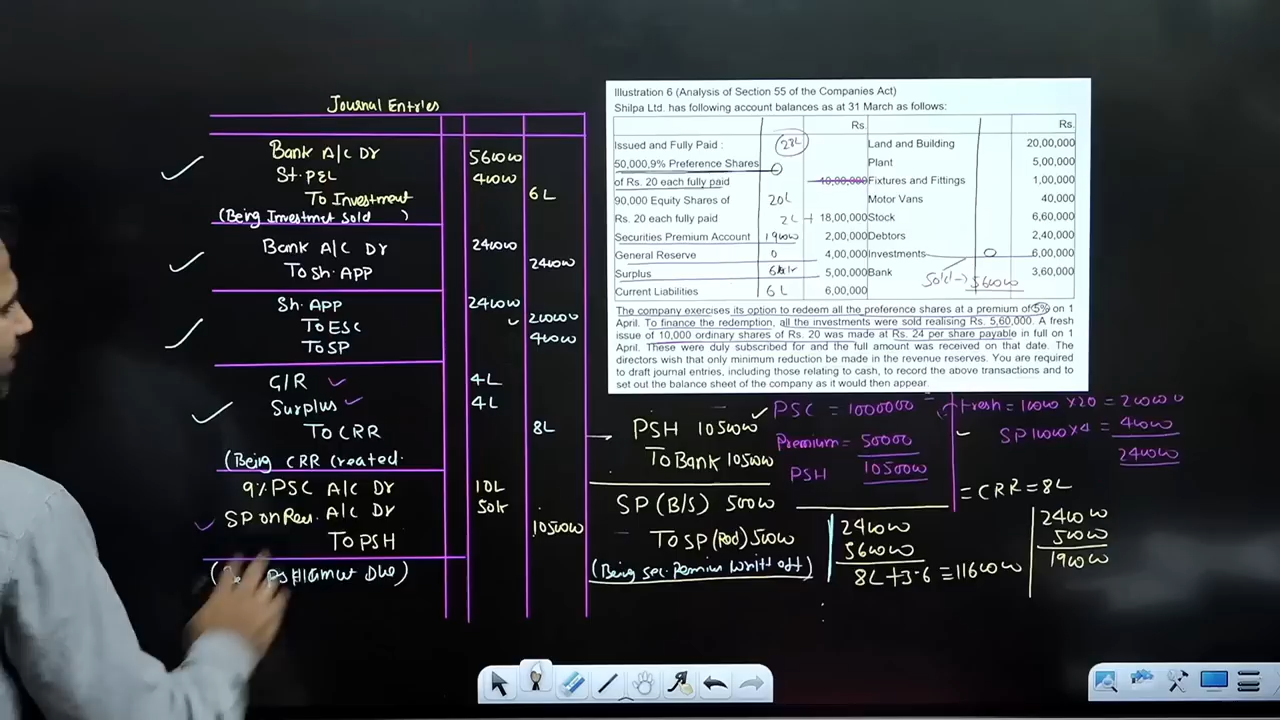 Journal Entries
Bank A/C Dr 560000
St. P&L 40000
To Investment 6L
(Being Investmet sold )
Bank A/C Dr 240000
To Sh. APP 240000
Sh. APP 240000
To ESC 200000
To SP 40000
G/R 4L
Surplus 4L
To CRR 8L
(Being CRR Created.
9% PSC A/C Dr 10L
SP on Rev. A/C Dr 50k
To PSH 1050000
Due)
Illustration 6 (Analysis of Section 55 of the Companies Act)
Shilpa Ltd. has following account balances as at 31 March as follows:
Rs. Rs.
Issued and Fully Paid : 22L Land and Building 20,00,000
50,000,9% Preference Shares Plant 5,00,000
of Rs. 20 each fully paid 10,00,000 Fixtures and Fittings 1,00,000
90,000 Equity Shares of 20L Motor Vans 40,000
Rs. 20 each fully paid 2L + 18,00,000 Stock 6,60,000
Securities Premium Account 190000 2,00,000 Debtors 2,40,000
General Reserve 0 4,00,000 Investments 0 6,00,000
Surplus 5,00,000 Bank Sold → 560000 3,60,000
Current Liabilities 6L 6,00,000
The company exercises its option to redeem all the preference shares at a premium of 5% on 1
April. To finance the redemption, all the investments were sold realising Rs. 5,60,000. A fresh
issue of 10,000 ordinary shares of Rs. 20 was made at Rs. 24 per share payable in full on 1
April. These were duly subscribed for and the full amount was received on that date. The
directors wish that only minimum reduction be made in the revenue reserves. You are required
to draft journal entries, including those relating to cash, to record the above transactions and to
set out the balance sheet of the company as it would then appear.
PSH 1050000
To Bank 1050000
SP (B/S) 50000
To SP (Red) 50000
(Being sec. Pemium writt off)
PSC = 1000000
Premium = 50000
PSH 1050000
Fresh = 10000 x 20 = 200000
SP 10000 x 4 = 40000
240000
= CRR = 8L
240000
560000
8L + 3.6 = 1160000
240000
50000
190000